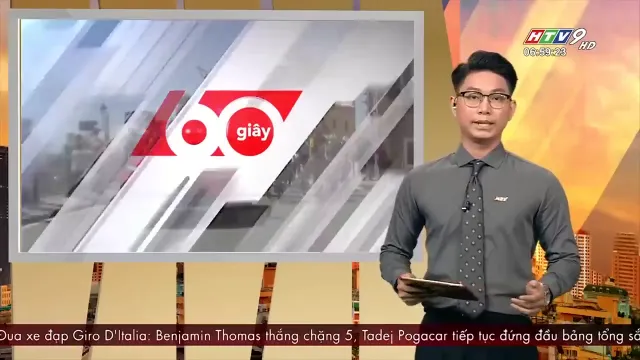 HTV9 HD
06:59:23
60 giây
Đua xe đạp Giro D'Italia: Benjamin Thomas thắng chặng 5, Tadej Pogacar tiếp tục đứng đầu bảng tổng sắ